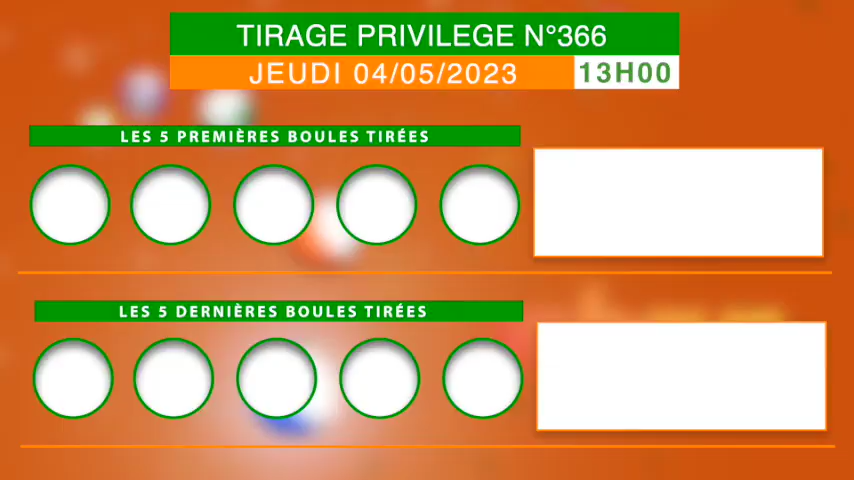 TIRAGE PRIVILEGE N°366
JEUDI 04/05/2023 13H00
LES 5 PREMIÈRES BOULES TIRÉES
LES 5 DERNIÈRES BOULES TIRÉES